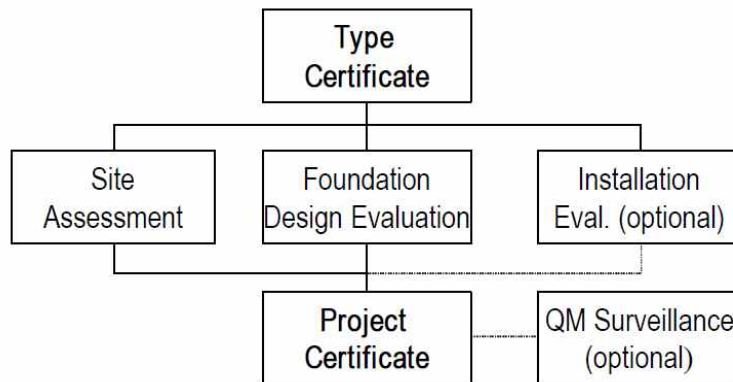 Type
Certificate
Site
Assessment
Foundation
Design Evaluation
Installation
Eval. (optional)
Project
Certificate
QM Surveillance
(optional)